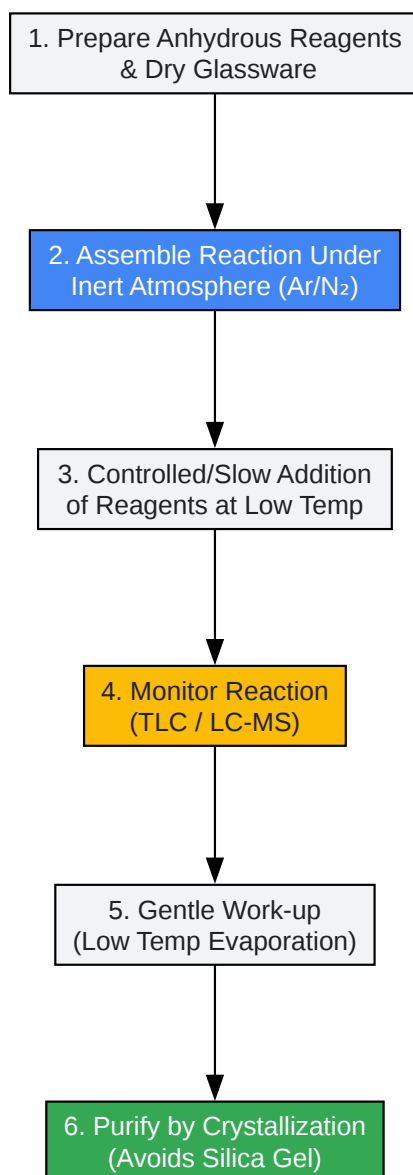 1. Prepare Anhydrous Reagents
& Dry Glassware
2. Assemble Reaction Under
Inert Atmosphere (Ar/N₂)
3. Controlled/Slow Addition
of Reagents at Low Temp
4. Monitor Reaction
(TLC / LC-MS)
5. Gentle Work-up
(Low Temp Evaporation)
6. Purify by Crystallization
(Avoids Silica Gel)